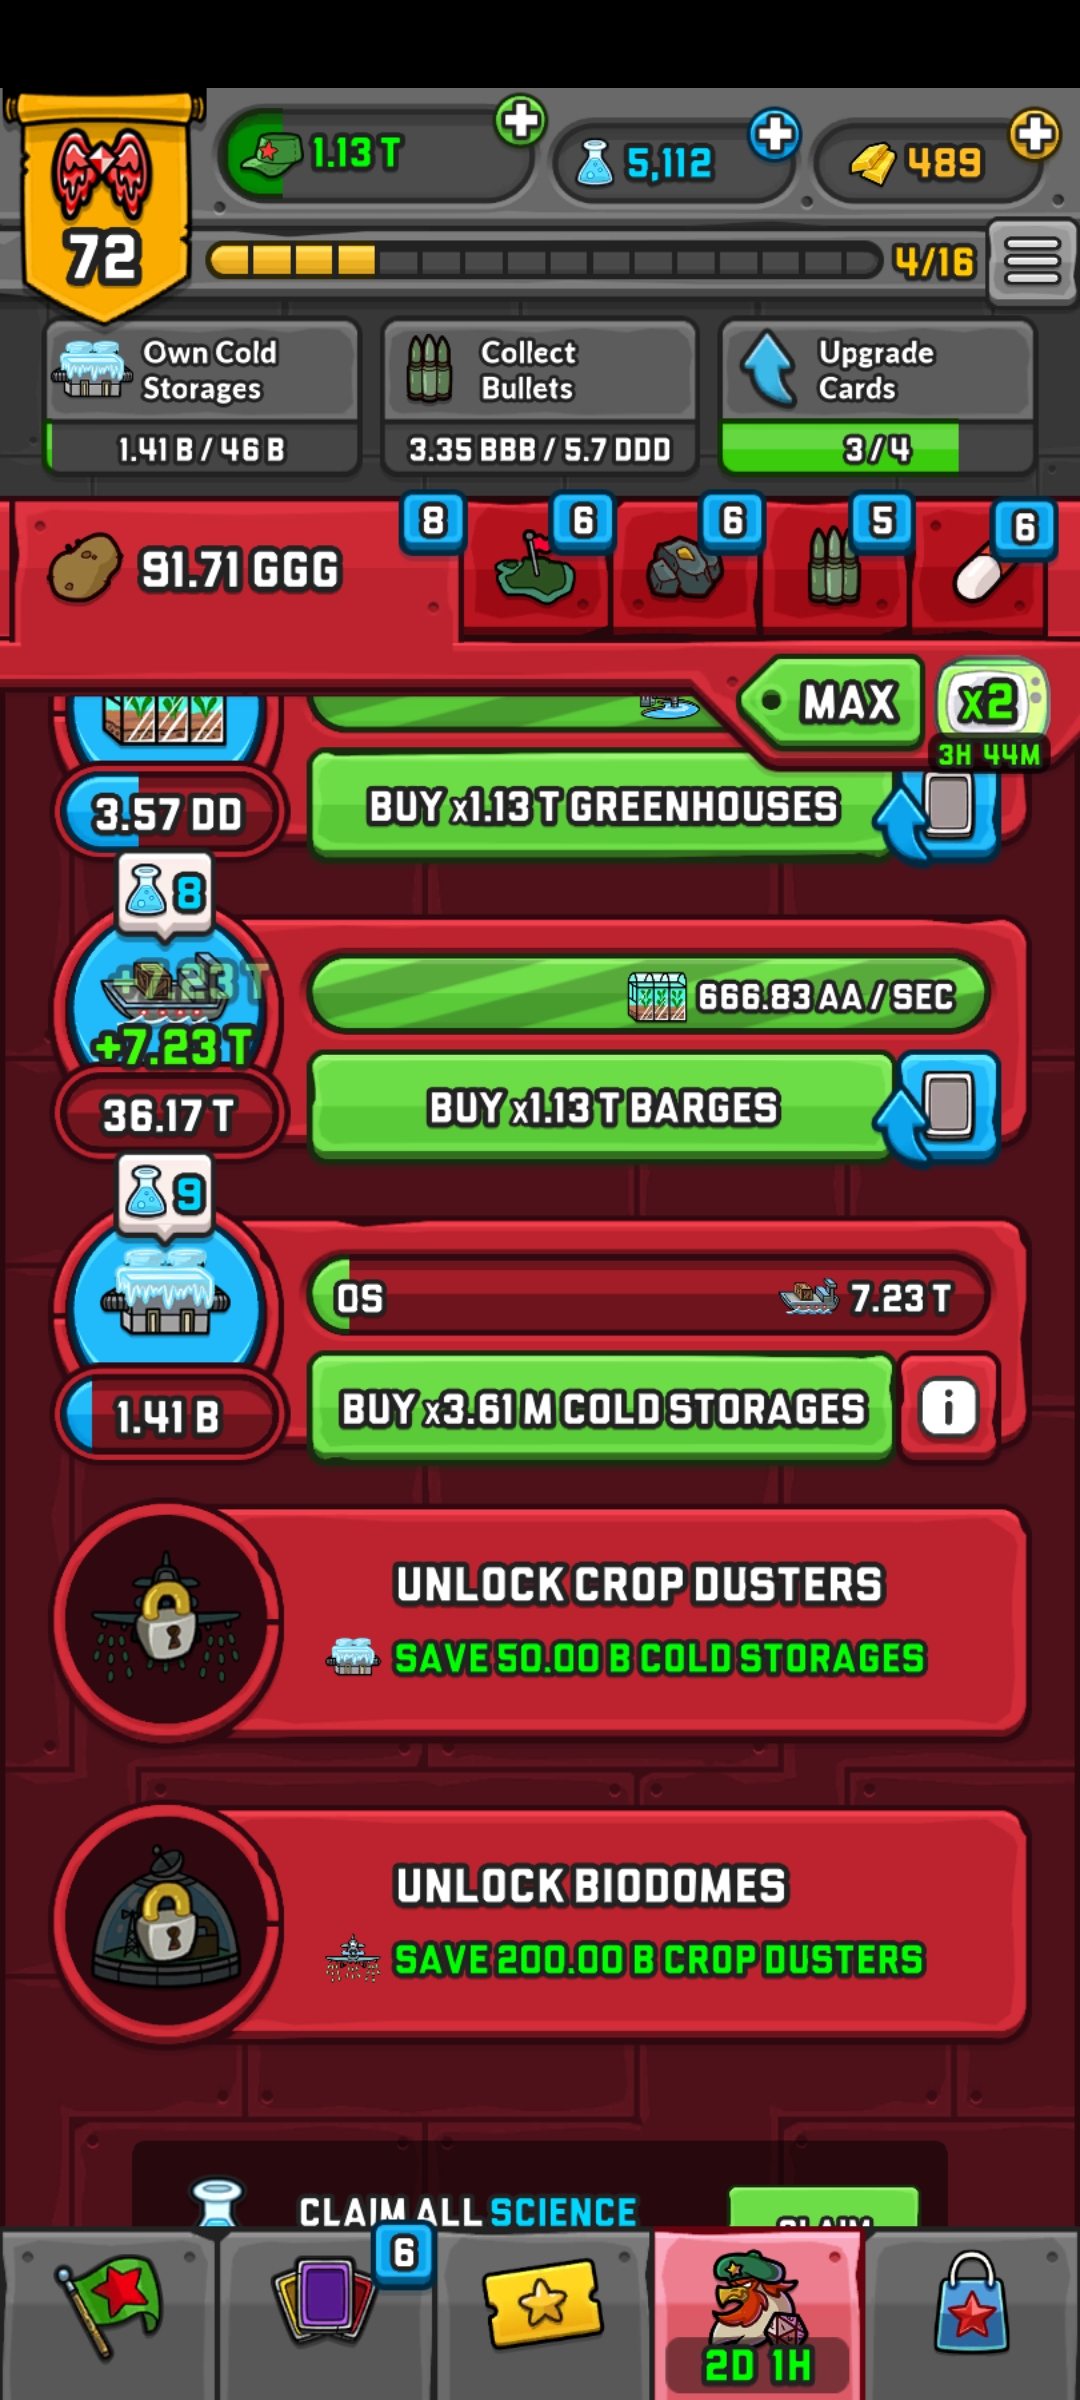 72
1.13 T
5,112
489
4/16
Own Cold
Storages
1.41 B / 46 B
Collect
Bullets
3.35 BBB / 5.7 DDD
Upgrade
Cards
3/4
91.71 GGG
8
6
6
5
6
MAX
x2
3H 44M
3.57 DD
BUY x1.13 T GREENHOUSES
8
+7.23 T
+7.23 T
666.83 AA / SEC
36.17 T
BUY x1.13 T BARGES
9
0S
7.23 T
1.41 B
BUY x3.61 M COLD STORAGES
i
UNLOCK CROP DUSTERS
SAVE 50.00 B COLD STORAGES
UNLOCK BIODOMES
SAVE 200.00 B CROP DUSTERS
CLAIM ALL SCIENCE
CLAIM
6
2D 1H